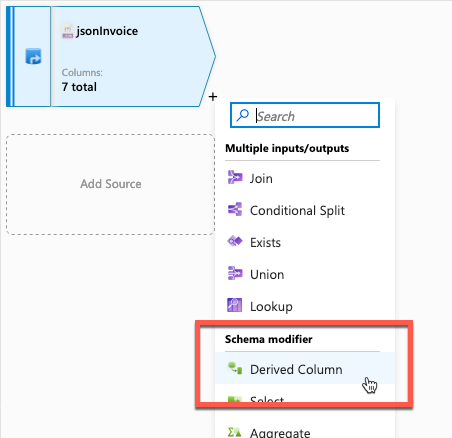 jsonInvoice
Columns:
7 total
+
Add Source
Search
Multiple inputs/outputs
Join
Conditional Split
Exists
Union
Lookup
Schema modifier
Derived Column
Select
Aggregate